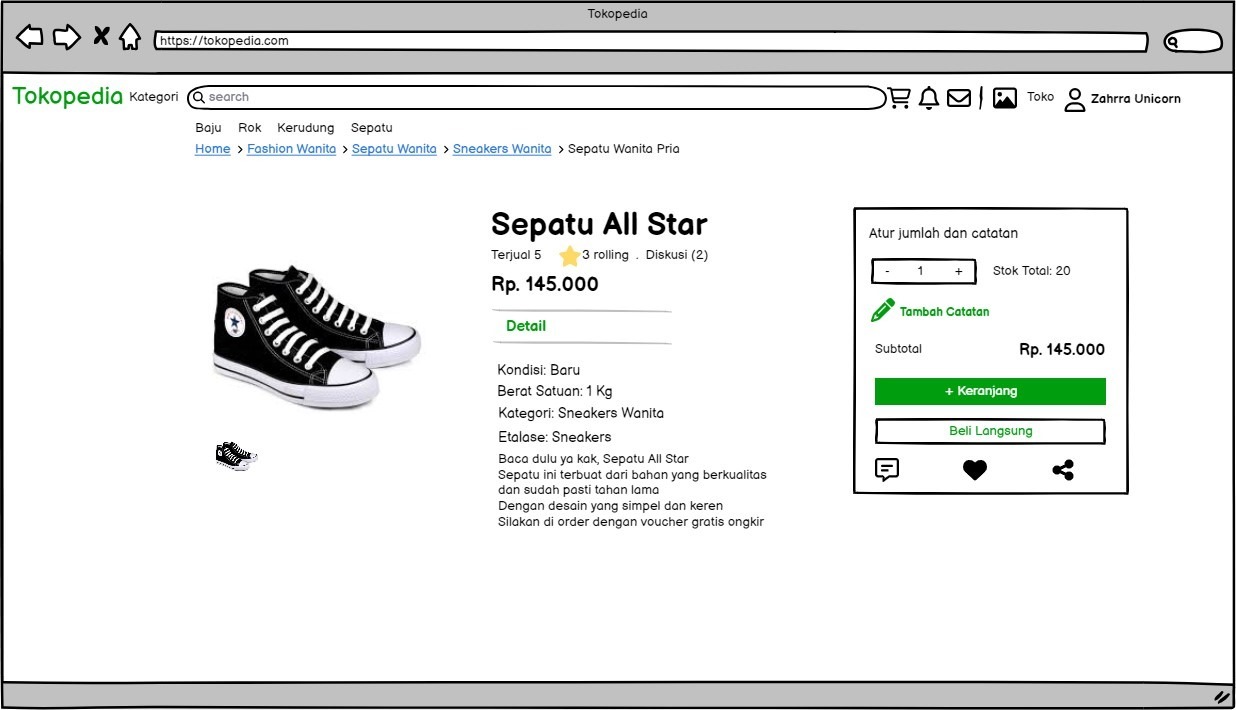 Tokopedia
https://tokopedia.com
Tokopedia Kategori search Toko Zahrra Unicorn
Baju Rok Kerudung Sepatu
Home > Fashion Wanita > Sepatu Wanita > Sneakers Wanita > Sepatu Wanita Pria
Sepatu All Star
Terjual 5 3 rolling . Diskusi (2)
Rp. 145.000
Detail
Kondisi: Baru
Berat Satuan: 1 Kg
Kategori: Sneakers Wanita
Etalase: Sneakers
Baca dulu ya kak, Sepatu All Star
Sepatu ini terbuat dari bahan yang berkualitas
dan sudah pasti tahan lama
Dengan desain yang simpel dan keren
Silakan di order dengan voucher gratis ongkir
Atur jumlah dan catatan
- 1 + Stok Total: 20
Tambah Catatan
Subtotal Rp. 145.000
+ Keranjang
Beli Langsung